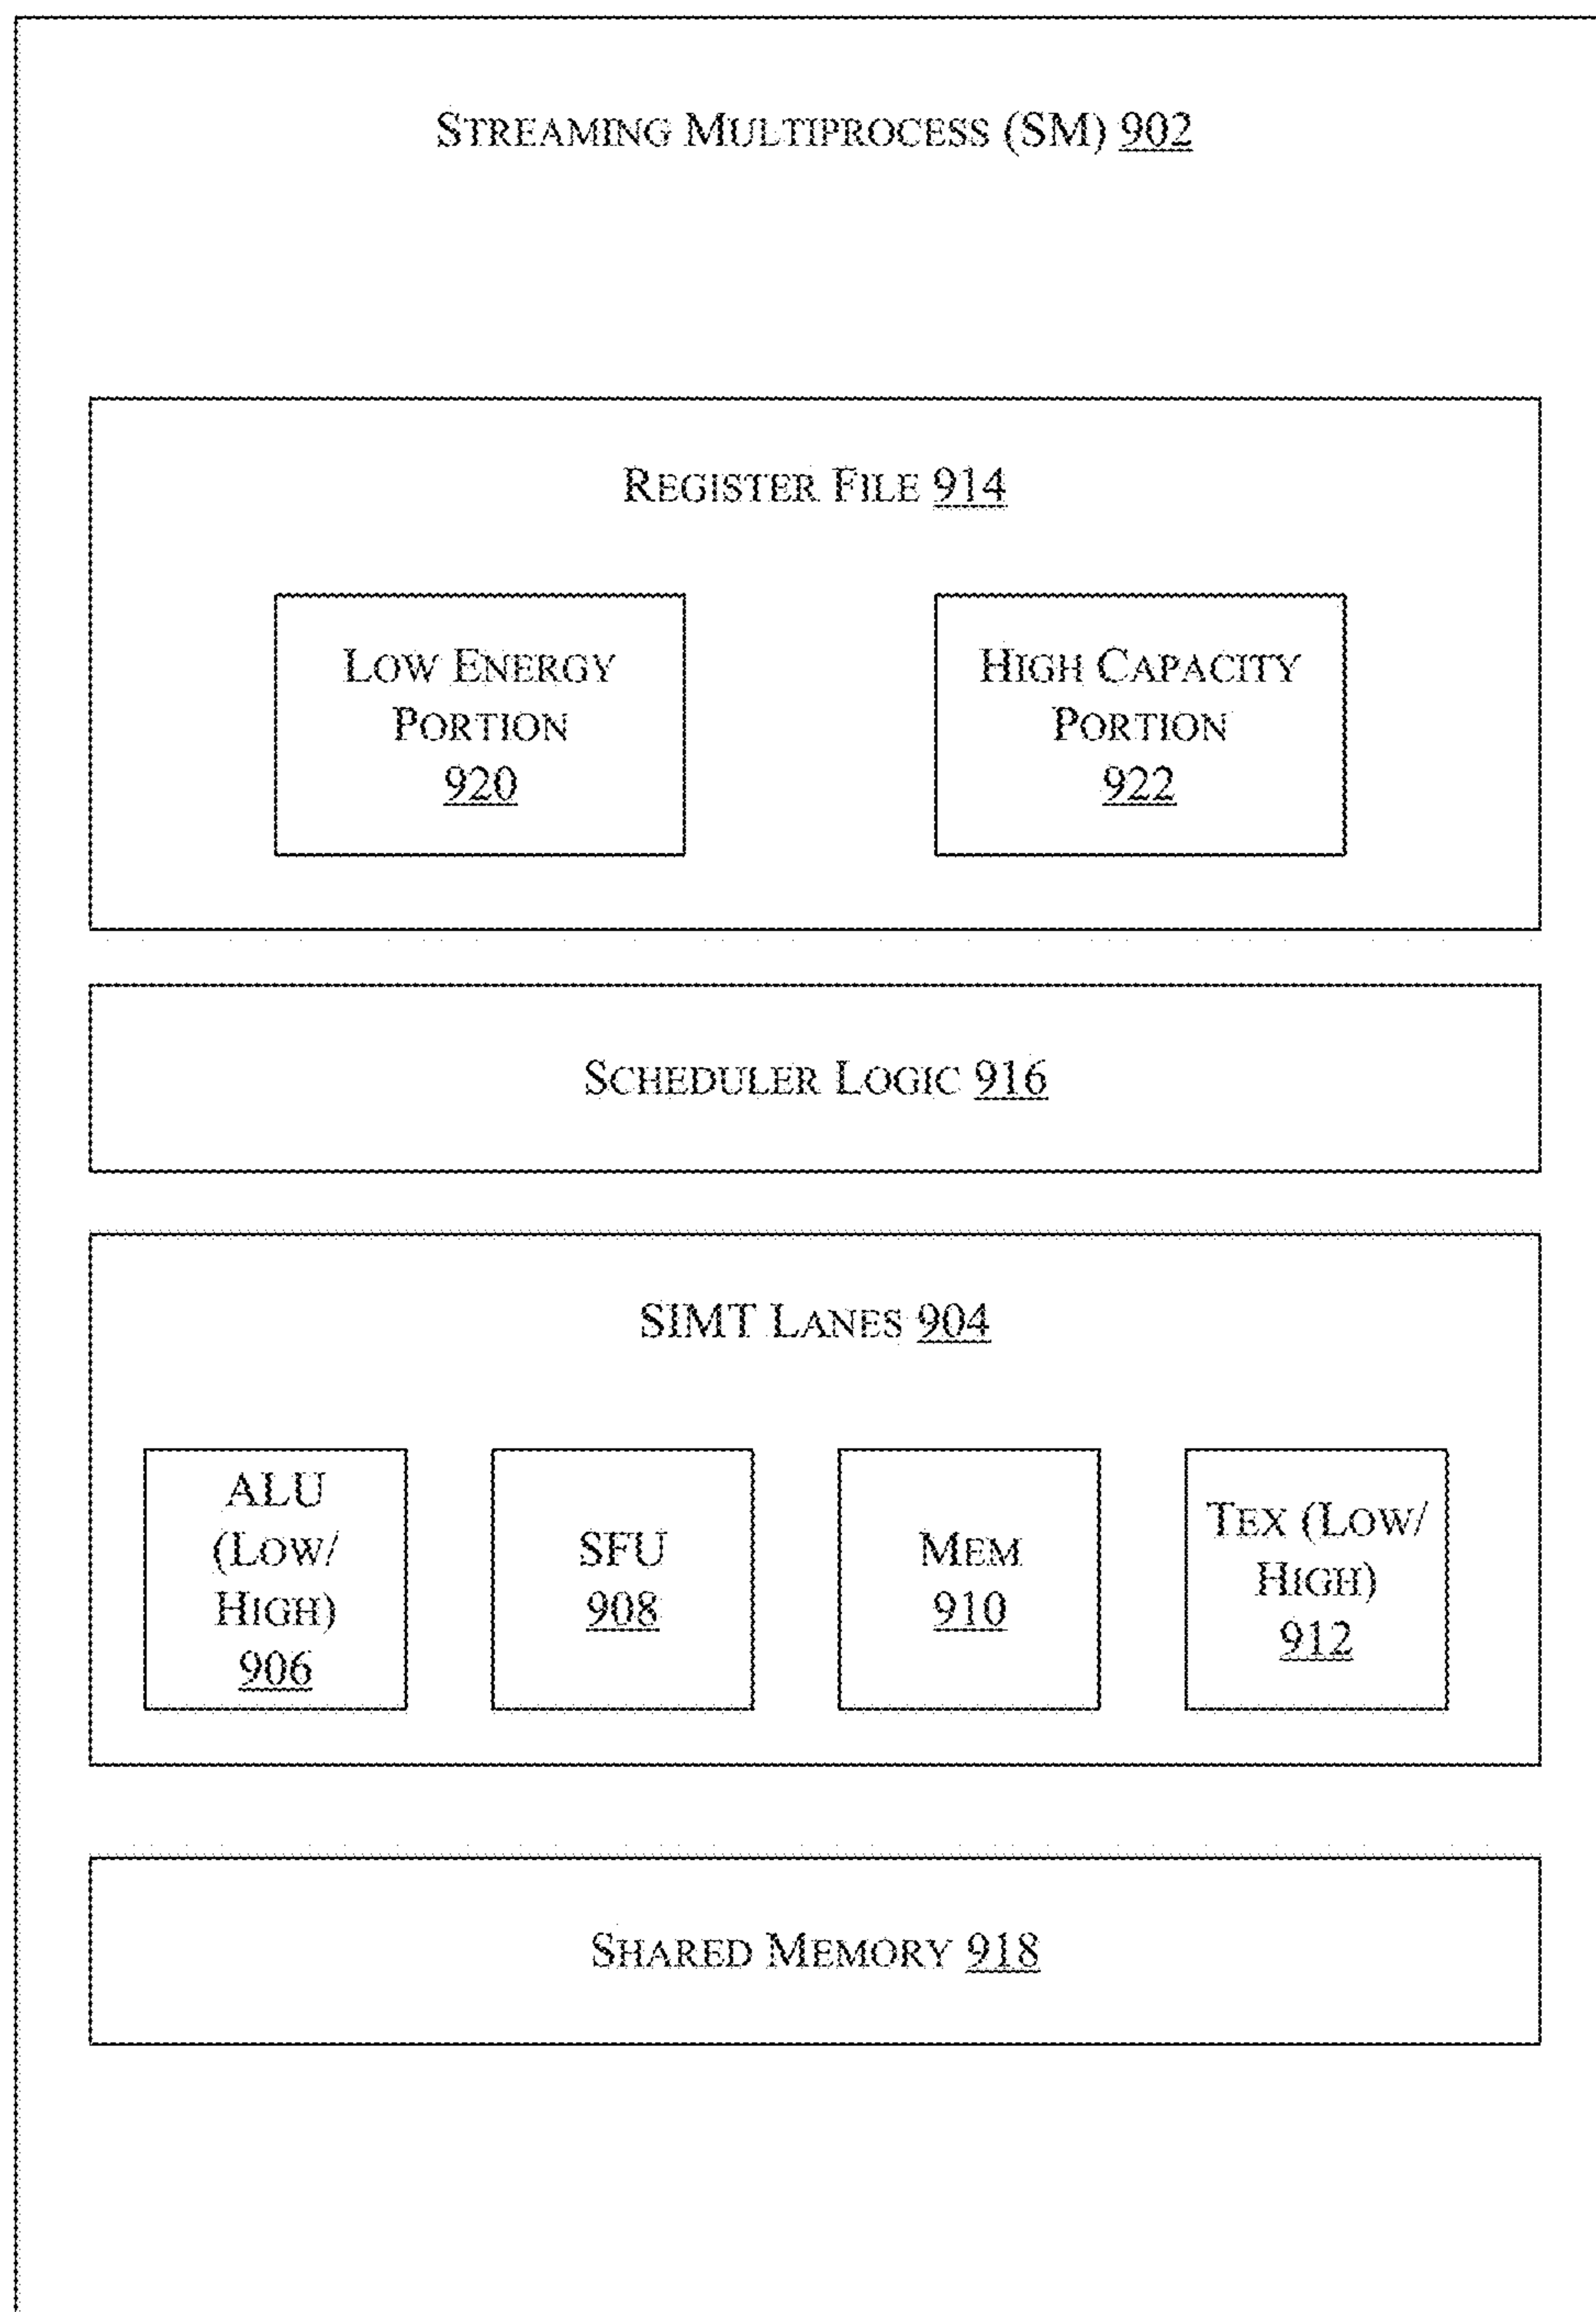 STREAMING MULTIPROCESS (SM) 902
REGISTER FILE 914
LOW ENERGY
PORTION
920
HIGH CAPACITY
PORTION
922
SCHEDULER LOGIC 916
SIMT LANES 904
ALU
(LOW/
HIGH)
906
SFU
908
MEM
910
TEX (LOW/
HIGH)
912
SHARED MEMORY 918